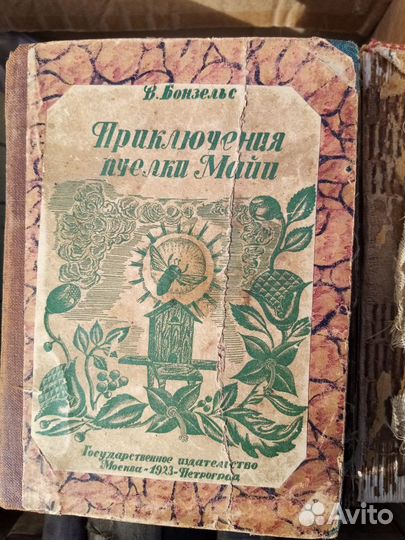 В. Бонзельс
Приключения
пчелки Майи
Государственное издательство
Москва - 1923 - Петроград
Avito